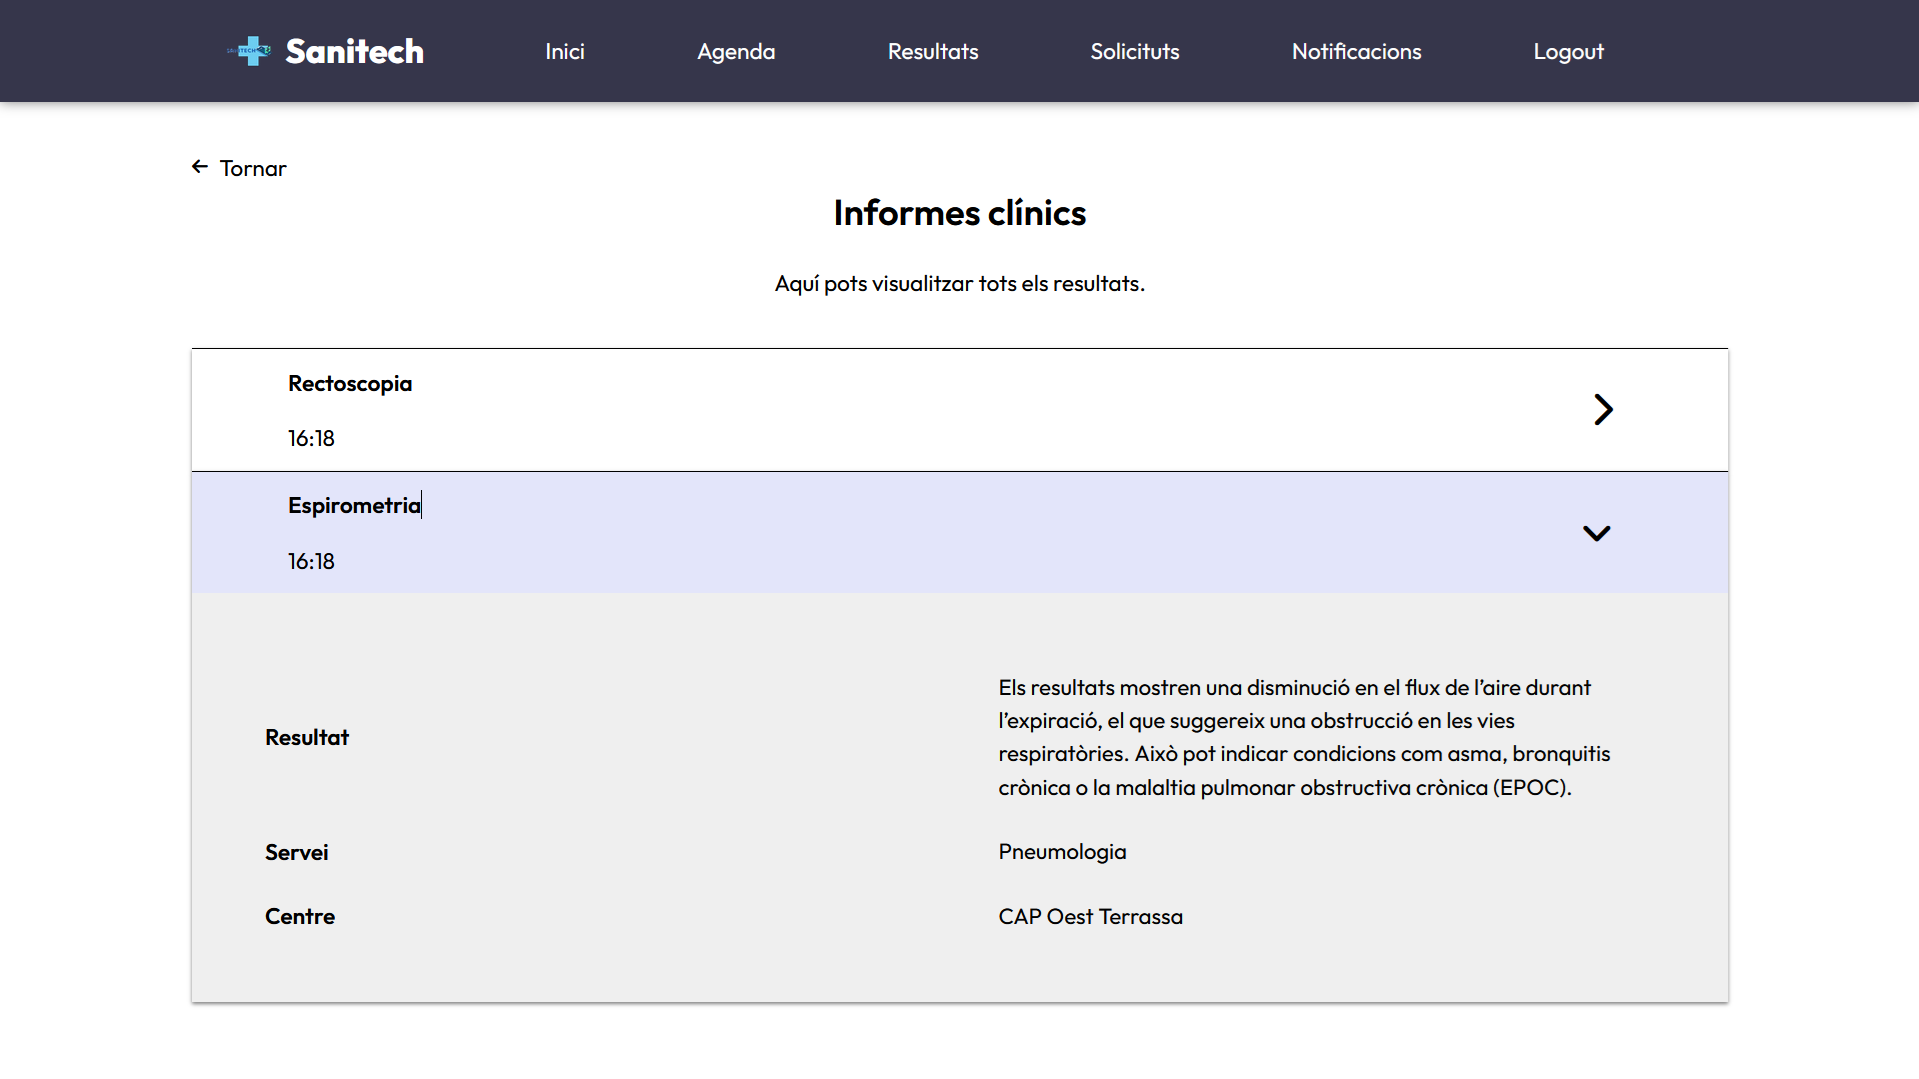 Sanitech
Inici
Agenda
Resultats
Solicituts
Notificacions
Logout
Tornar
Informes clínics
Aquí pots visualitzar tots els resultats.
Rectoscopia
16:18
Espirometria
16:18
Resultat
Els resultats mostren una disminució en el flux de l’aire durant
l’expiració, el que suggereix una obstrucció en les vies
respiratòries. Això pot indicar condicions com asma, bronquitis
crònica o la malaltia pulmonar obstructiva crònica (EPOC).
Servei
Pneumologia
Centre
CAP Oest Terrassa